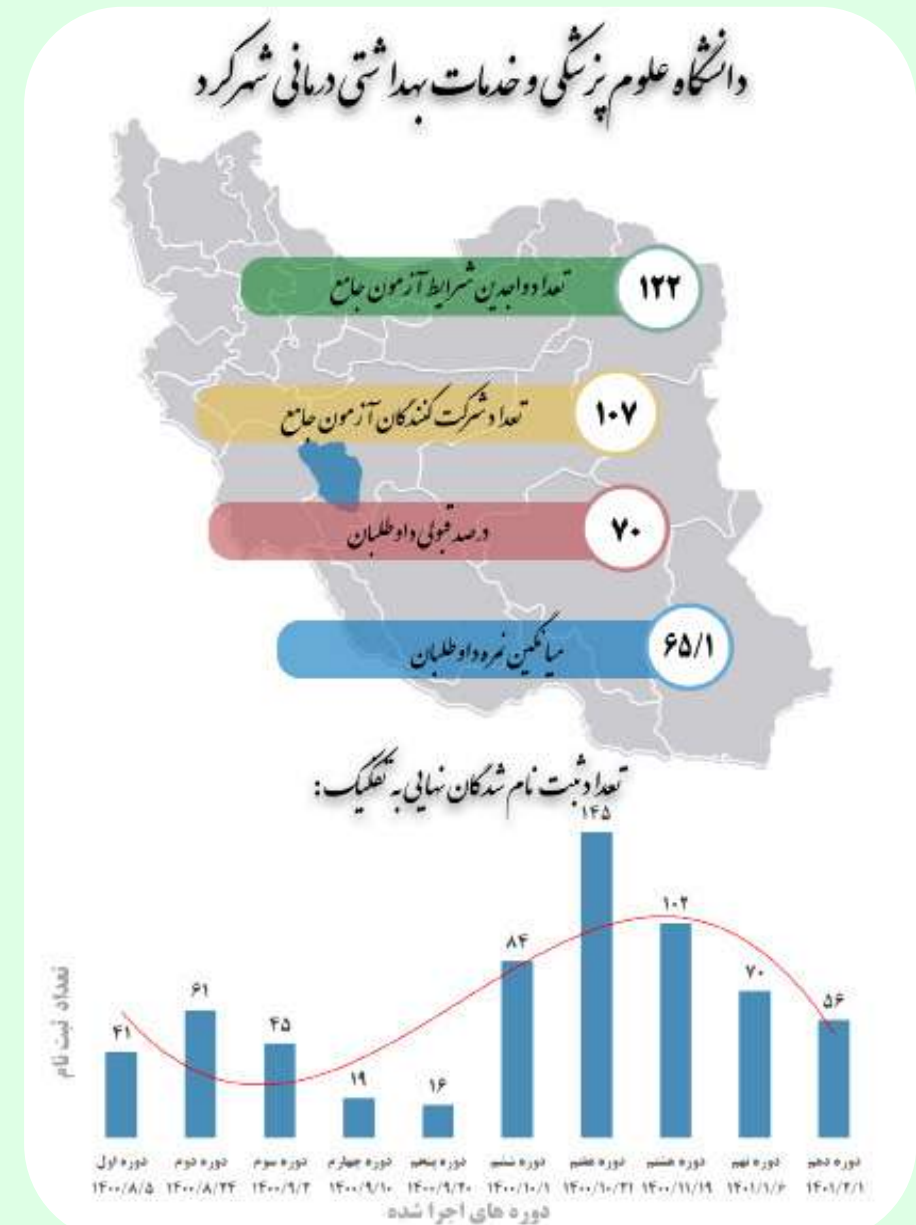 دانشگاه علوم پزشکی و خدمات بهداشتی درمانی شهرکرد
۱۲۲ تعداد واجدین شرایط آزمون جامع
۱۰۷ تعداد شرکت کنندگان آزمون جامع
۷۰ درصد قبولی داوطلبان
۶۵/۱ میانگین نمره داوطلبان
تعداد ثبت نام شدگان نهایی به تفکیک:
تعداد ثبت نام
۴۱ ۶۱ ۴۵ ۱۹ ۱۶ ۸۴ ۱۴۵ ۱۰۲ ۷۰ ۵۶
دوره اول دوره دوم دوره سوم دوره چهارم دوره پنجم دوره ششم دوره هفتم دوره هشتم دوره نهم دوره دهم
۱۴۰۰/۸/۵ ۱۴۰۰/۸/۲۴ ۱۴۰۰/۹/۲ ۱۴۰۰/۹/۱۰ ۱۴۰۰/۹/۲۰ ۱۴۰۰/۱۰/۱ ۱۴۰۰/۱۰/۲۱ ۱۴۰۰/۱۱/۱۹ ۱۴۰۱/۱/۶ ۱۴۰۱/۲/۱
دوره های اجرا شده